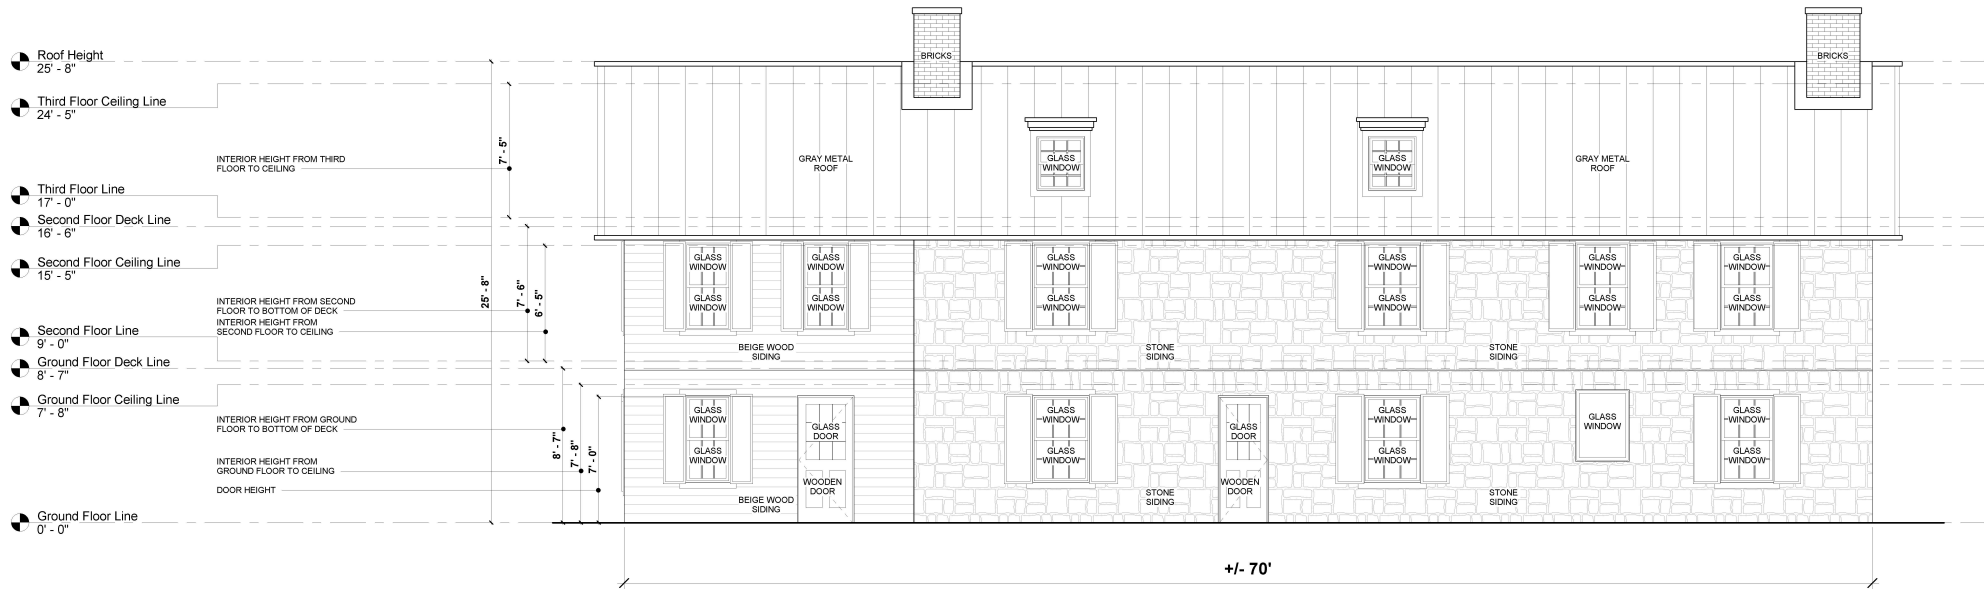 Roof Height
25' - 8"
Third Floor Ceiling Line
24' - 5"
Third Floor Line
17' - 0"
Second Floor Deck Line
16' - 6"
Second Floor Ceiling Line
15' - 5"
Second Floor Line
9' - 0"
Ground Floor Deck Line
8' - 7"
Ground Floor Ceiling Line
7' - 8"
Ground Floor Line
0' - 0"
INTERIOR HEIGHT FROM THIRD
FLOOR TO CEILING
INTERIOR HEIGHT FROM SECOND
FLOOR TO BOTTOM OF DECK
INTERIOR HEIGHT FROM
SECOND FLOOR TO CEILING
INTERIOR HEIGHT FROM GROUND
FLOOR TO BOTTOM OF DECK
INTERIOR HEIGHT FROM
GROUND FLOOR TO CEILING
DOOR HEIGHT
25' - 8"
7' - 5"
7' - 6"
6' - 5"
8' - 7"
7' - 8"
7' - 0"
BRICKS
BRICKS
GRAY METAL
ROOF
GLASS
WINDOW
GLASS
WINDOW
GRAY METAL
ROOF
GLASS
WINDOW
GLASS
WINDOW
GLASS
WINDOW
GLASS
WINDOW
GLASS
WINDOW
GLASS
WINDOW
GLASS
WINDOW
GLASS
WINDOW
GLASS
WINDOW
GLASS
WINDOW
GLASS
WINDOW
GLASS
WINDOW
BEIGE WOOD
SIDING
STONE
SIDING
STONE
SIDING
GLASS
WINDOW
GLASS
WINDOW
GLASS
DOOR
WOODEN
DOOR
GLASS
WINDOW
GLASS
WINDOW
GLASS
DOOR
WOODEN
DOOR
GLASS
WINDOW
GLASS
WINDOW
GLASS
WINDOW
GLASS
WINDOW
GLASS
WINDOW
BEIGE WOOD
SIDING
STONE
SIDING
STONE
SIDING
+/- 70'